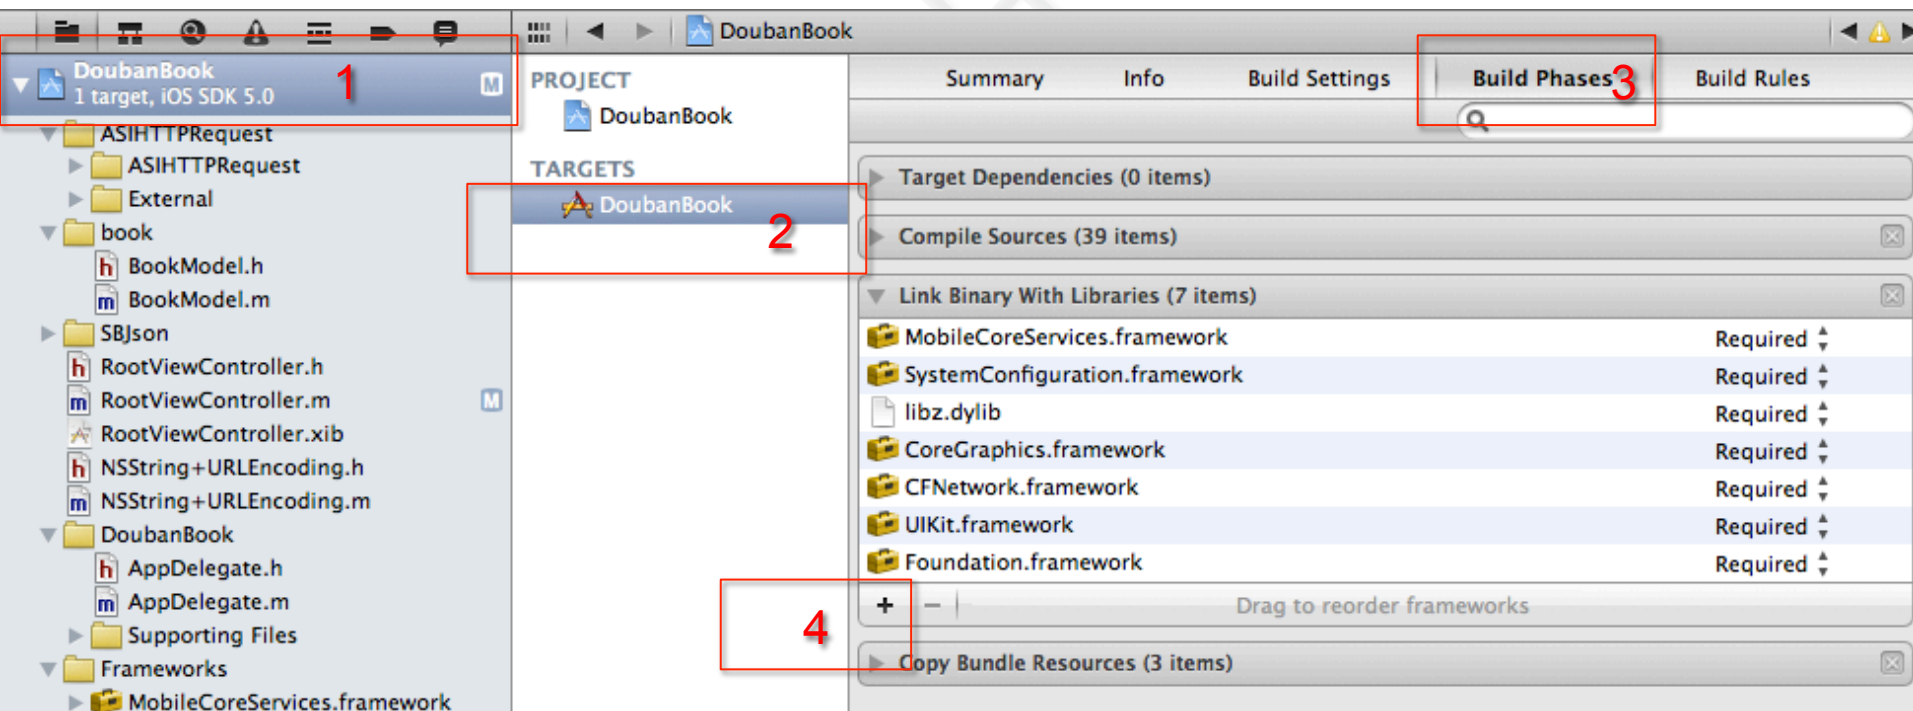 DoubanBook
DoubanBook
1 target, iOS SDK 5.0
M
1
ASIHTTPRequest
ASIHTTPRequest
External
book
h BookModel.h
m BookModel.m
SBJson
h RootViewController.h
m RootViewController.m M
RootViewController.xib
h NSString+URLEncoding.h
m NSString+URLEncoding.m
DoubanBook
h AppDelegate.h
m AppDelegate.m
Supporting Files
Frameworks
MobileCoreServices.framework
PROJECT
DoubanBook
TARGETS
DoubanBook
2
Summary Info Build Settings Build Phases Build Rules
3
Target Dependencies (0 items)
Compile Sources (39 items)
Link Binary With Libraries (7 items)
MobileCoreServices.framework Required
SystemConfiguration.framework Required
libz.dylib Required
CoreGraphics.framework Required
CFNetwork.framework Required
UIKit.framework Required
Foundation.framework Required
+ − Drag to reorder frameworks
4
Copy Bundle Resources (3 items)